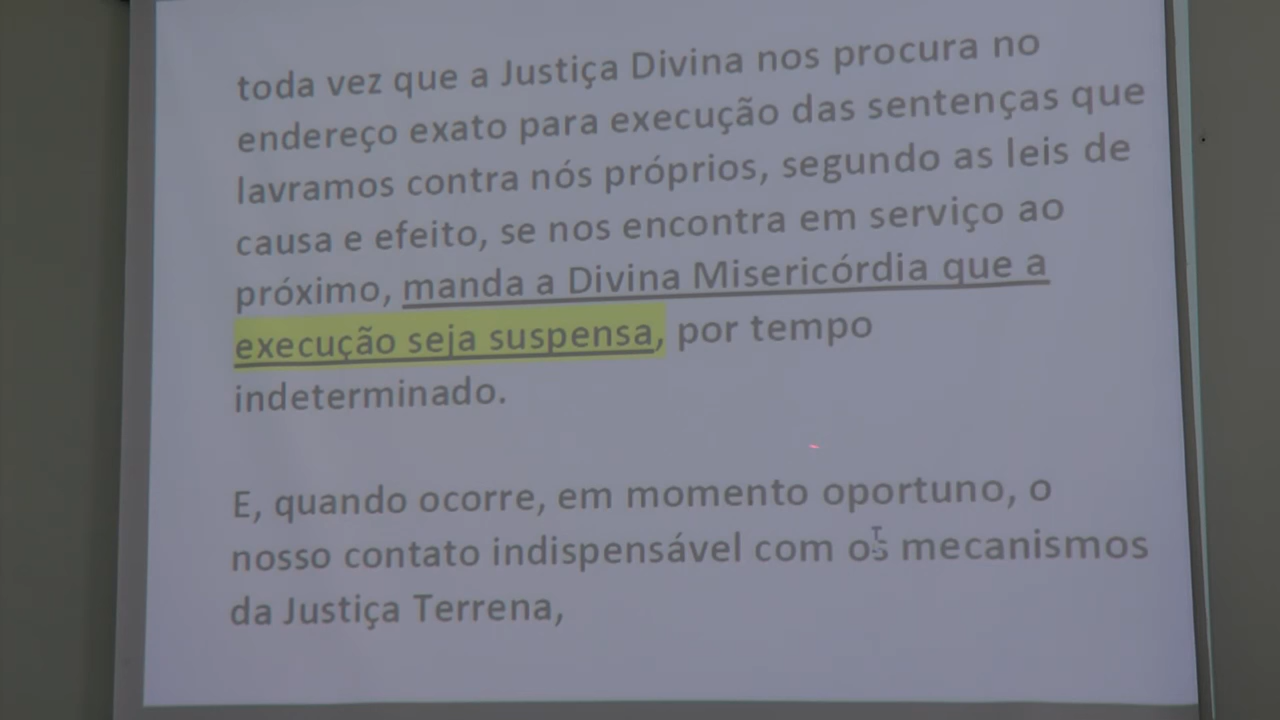 toda vez que a Justiça Divina nos procura no
endereço exato para execução das sentenças que
lavramos contra nós próprios, segundo as leis de
causa e efeito, se nos encontra em serviço ao
próximo, manda a Divina Misericórdia que a
execução seja suspensa, por tempo
indeterminado.
E, quando ocorre, em momento oportuno, o
nosso contato indispensável com os mecanismos
da Justiça Terrena,